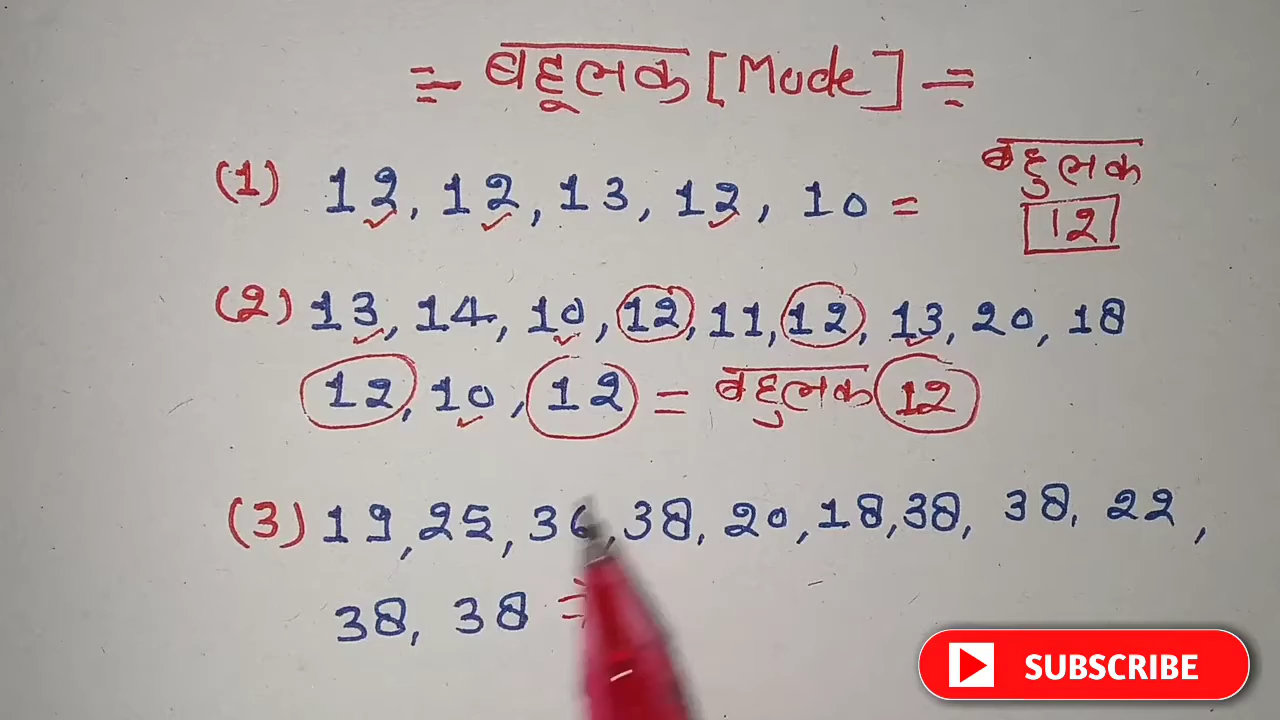 = बहूलक [Mode] =
(1) 12, 12, 13, 12, 10 =
बहुलक
12
(2) 13, 14, 10, 12, 11, 12, 13, 20, 18
12, 10, 12 = बहुलक 12
(3) 19, 25, 36, 38, 20, 18, 38, 38, 22,
38, 38 =
SUBSCRIBE